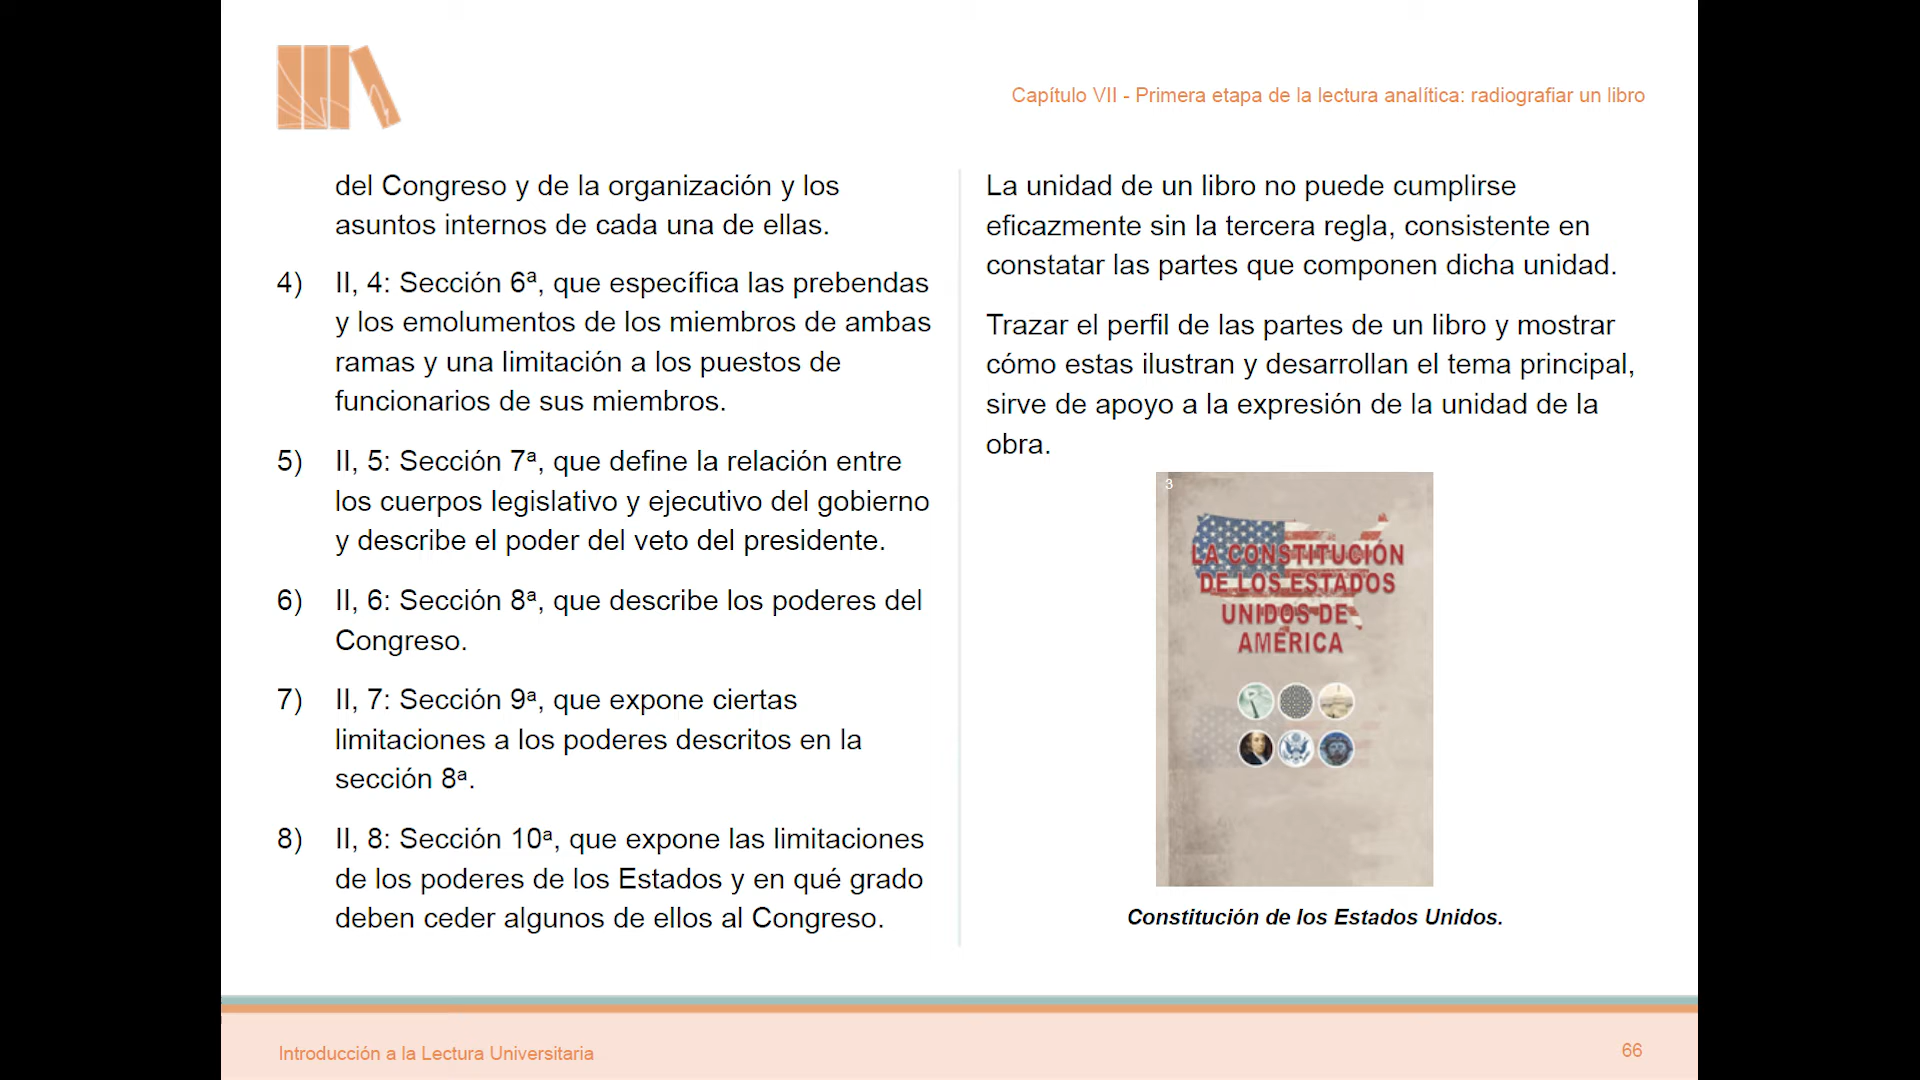 Capítulo VII - Primera etapa de la lectura analítica: radiografiar un libro
del Congreso y de la organización y los
asuntos internos de cada una de ellas.
4) II, 4: Sección 6ª, que específica las prebendas
y los emolumentos de los miembros de ambas
ramas y una limitación a los puestos de
funcionarios de sus miembros.
5) II, 5: Sección 7ª, que define la relación entre
los cuerpos legislativo y ejecutivo del gobierno
y describe el poder del veto del presidente.
6) II, 6: Sección 8ª, que describe los poderes del
Congreso.
7) II, 7: Sección 9ª, que expone ciertas
limitaciones a los poderes descritos en la
sección 8ª.
8) II, 8: Sección 10ª, que expone las limitaciones
de los poderes de los Estados y en qué grado
deben ceder algunos de ellos al Congreso.
La unidad de un libro no puede cumplirse
eficazmente sin la tercera regla, consistente en
constatar las partes que componen dicha unidad.
Trazar el perfil de las partes de un libro y mostrar
cómo estas ilustran y desarrollan el tema principal,
sirve de apoyo a la expresión de la unidad de la
obra.
3
LA CONSTITUCIÓN
DE LOS ESTADOS
UNIDOS DE
AMÉRICA
Constitución de los Estados Unidos.
Introducción a la Lectura Universitaria
66